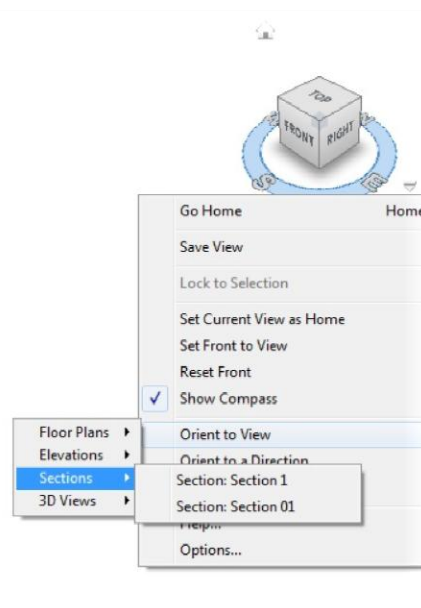 TOP
FRONT RIGHT
S E
Go Home Home
Save View
Lock to Selection
Set Current View as Home
Set Front to View
Reset Front
Show Compass
Orient to View
Orient to a Direction
Floor Plans
Elevations
Sections
3D Views
Section: Section 1
Section: Section 01
Help...
Options...